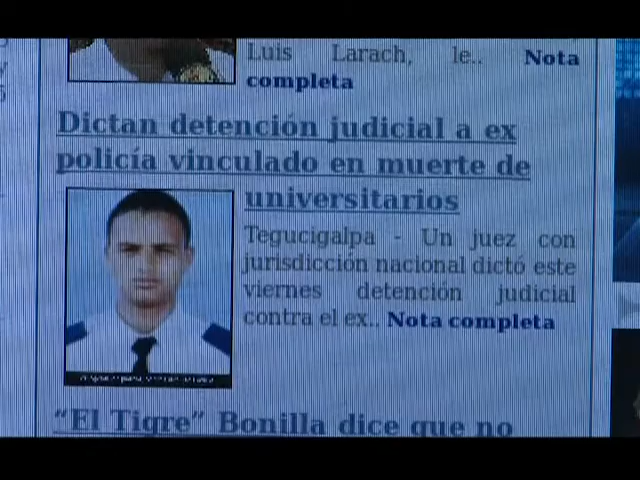 Luis Larach, le.. Nota
completa
Dictan detención judicial a ex
policía vinculado en muerte de
universitarios
Tegucigalpa - Un juez con
jurisdicción nacional dictó este
viernes detención judicial
contra el ex.. Nota completa
“El Tigre” Bonilla dice que no